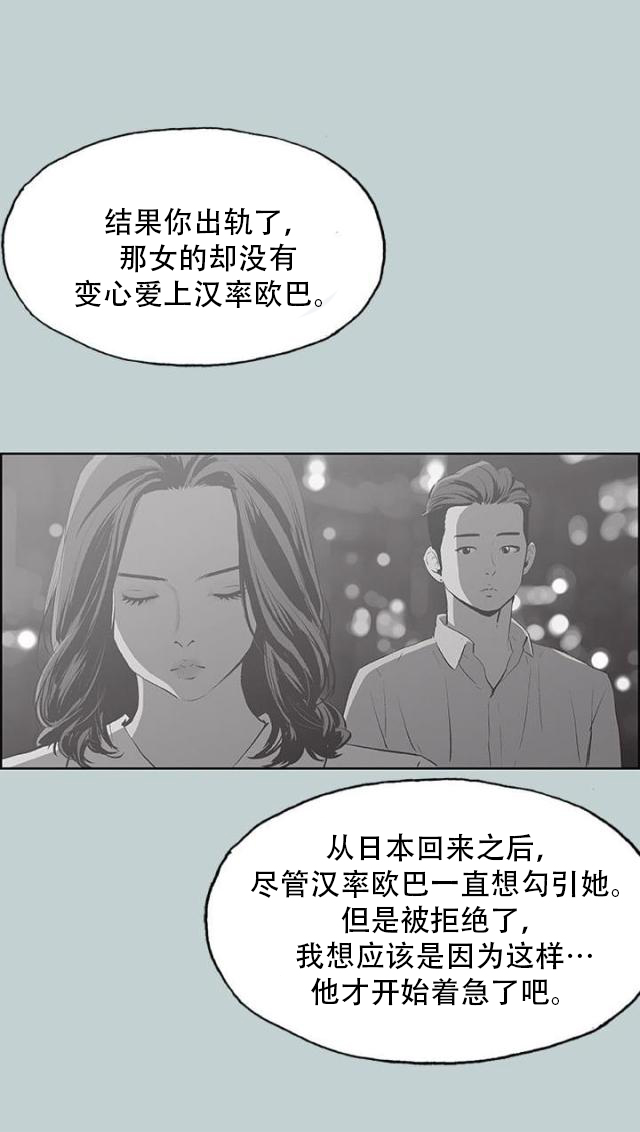 结果你出轨了,
那女的却没有
变心爱上汉率欧巴。
从日本回来之后,
尽管汉率欧巴一直想勾引她。
但是被拒绝了,
我想应该是因为这样…
他才开始着急了吧。